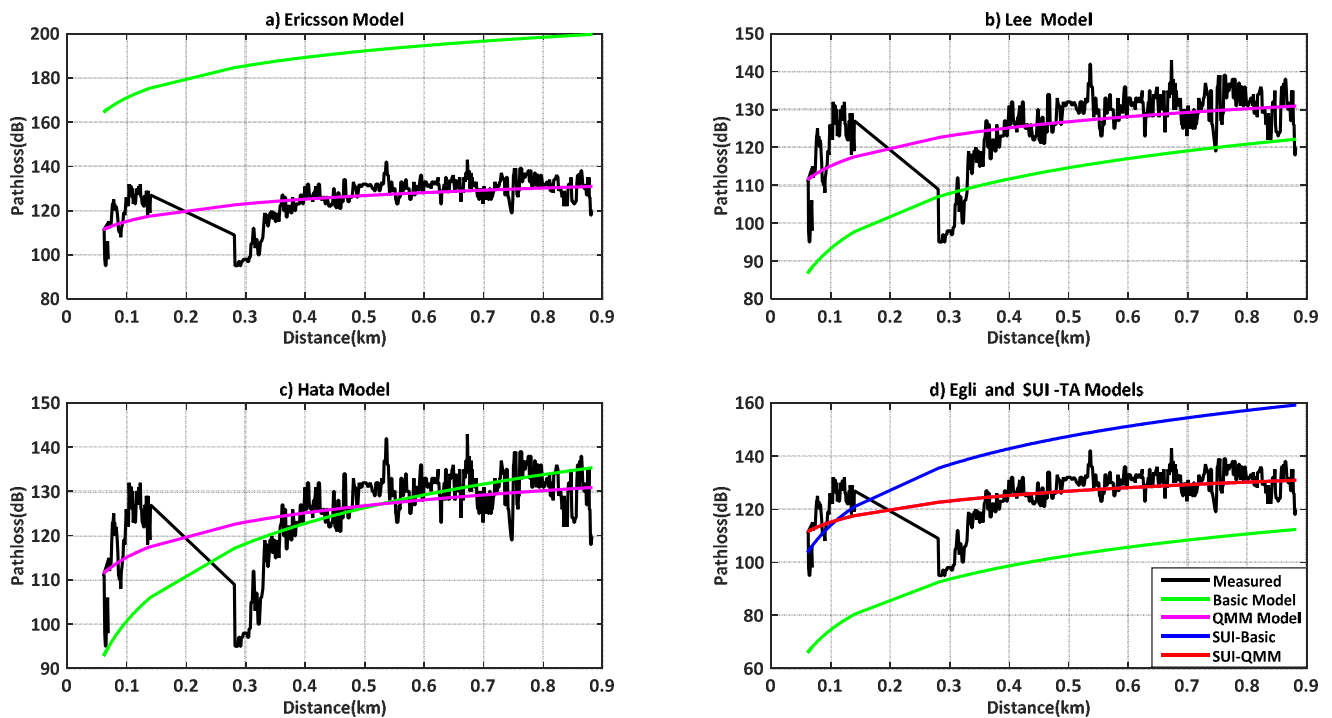 a) Ericsson Model
Pathloss(dB)
200
180
160
140
120
100
80
0 0.1 0.2 0.3 0.4 0.5 0.6 0.7 0.8 0.9
Distance(km)
b) Lee Model
Pathloss(dB)
150
140
130
120
110
100
90
80
0 0.1 0.2 0.3 0.4 0.5 0.6 0.7 0.8 0.9
Distance(km)
c) Hata Model
Pathloss(dB)
150
140
130
120
110
100
90
0 0.1 0.2 0.3 0.4 0.5 0.6 0.7 0.8 0.9
Distance(km)
d) Egli and SUI -TA Models
Pathloss(dB)
160
140
120
100
80
60
Measured
Basic Model
QMM Model
SUI-Basic
SUI-QMM
0 0.1 0.2 0.3 0.4 0.5 0.6 0.7 0.8 0.9
Distance(km)